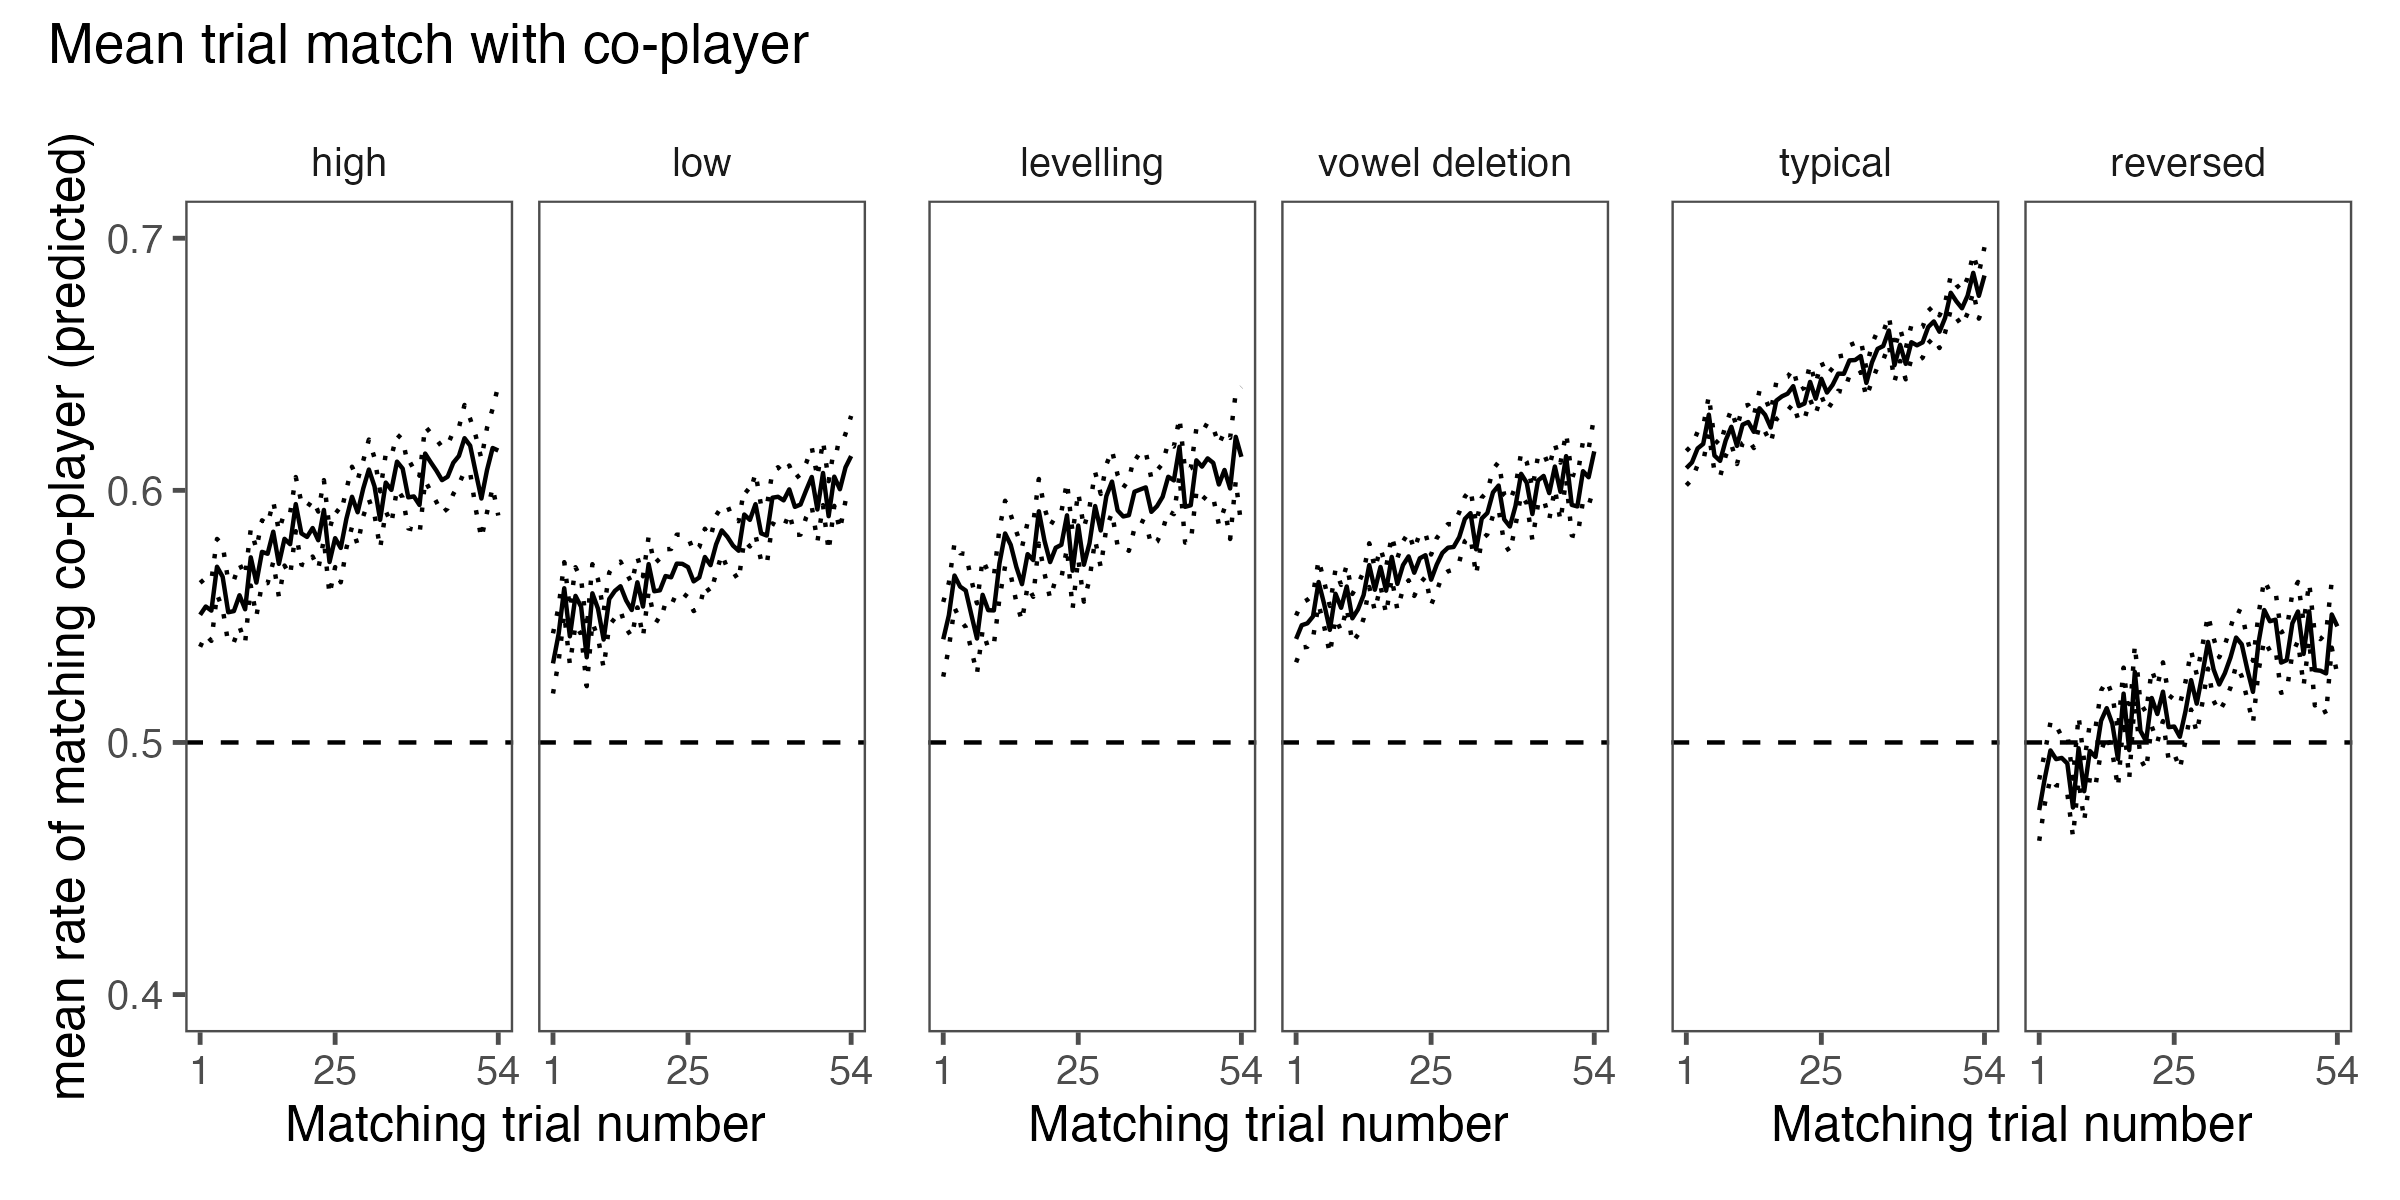 Mean trial match with co-player
mean rate of matching co-player (predicted)
high low levelling vowel deletion typical reversed
0.7
0.6
0.5
0.4
1 25 54 1 25 54 1 25 54 1 25 54 1 25 54 1 25 54
Matching trial number Matching trial number Matching trial number